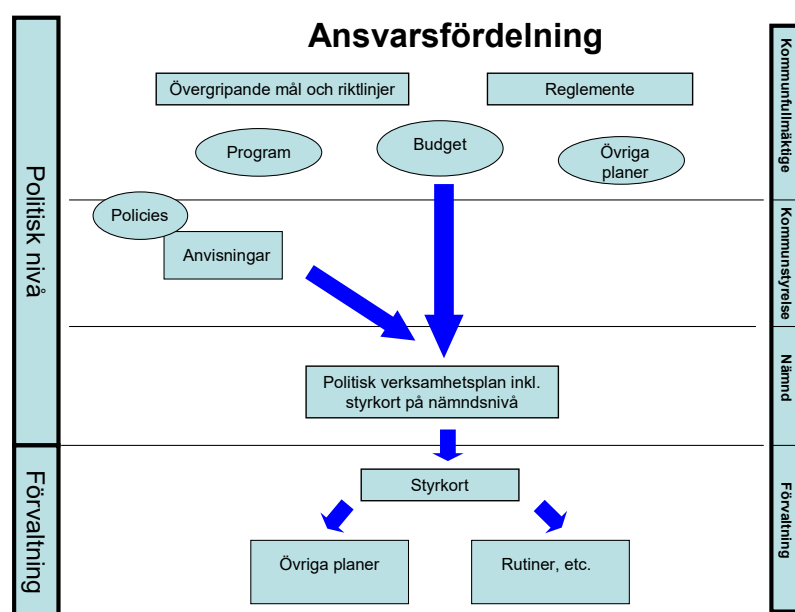 Ansvarsfördelning
Övergripande mål och riktlinjer
Reglemente
Program
Budget
Övriga
planer
Policies
Anvisningar
Politisk verksamhetsplan inkl.
styrkort på nämndsnivå
Styrkort
Övriga planer
Rutiner, etc.
Politisk nivå
Förvaltning
Kommunfullmäktige
Kommunstyrelse
Nämnd
Förvaltning